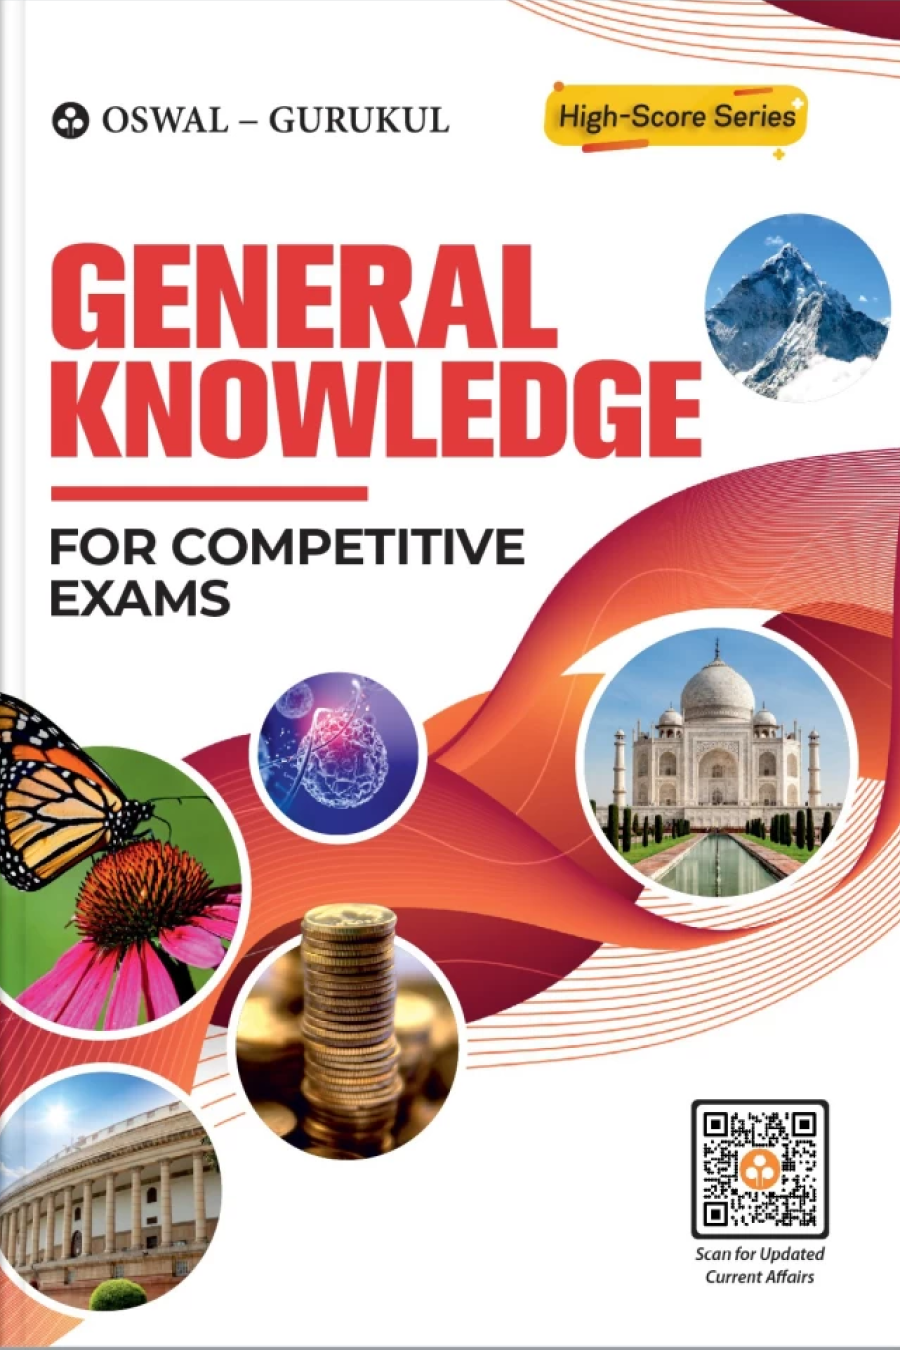 OSWAL – GURUKUL
High-Score Series
GENERAL
KNOWLEDGE
FOR COMPETITIVE
EXAMS
Scan for Updated
Current Affairs